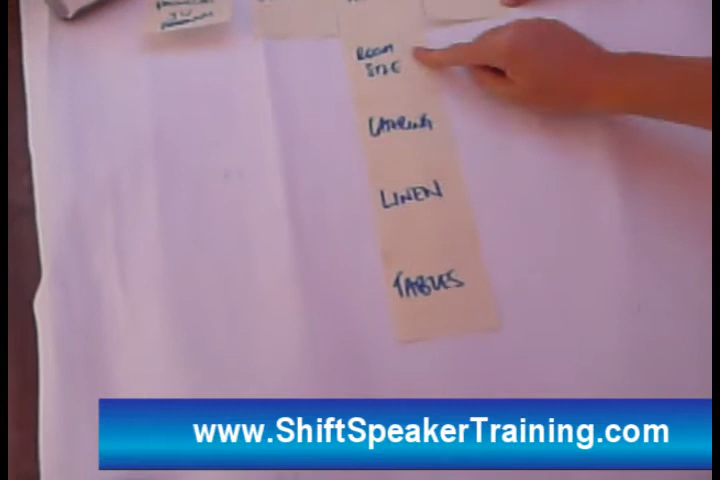 ROOM
SIZE
CATERING
LINEN
TABLES
www.ShiftSpeakerTraining.com